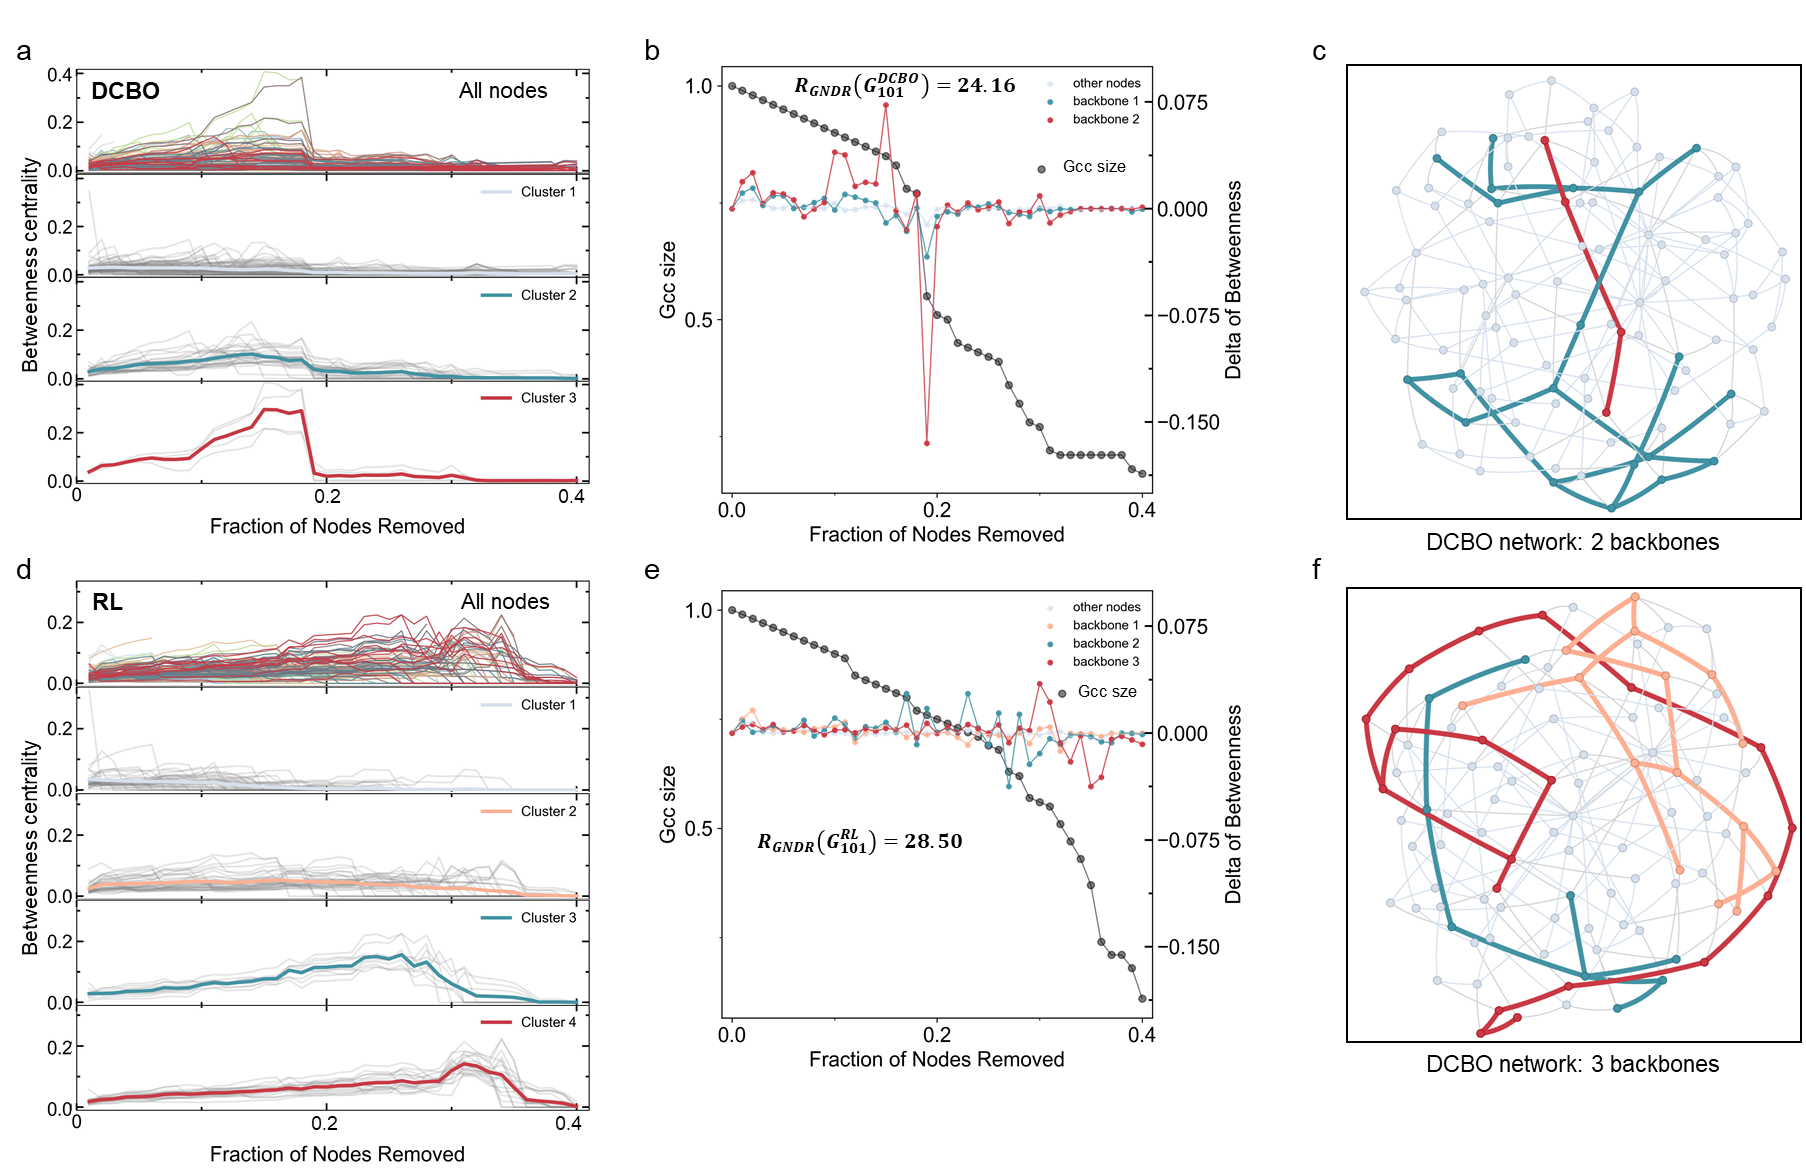 a
DCBO
All nodes
0.4
0.2
0.0
Cluster 1
0.2
0.0
Cluster 2
0.2
0.0
Cluster 3
0.2
0.0
0
0.2
0.4
Betweenness centrality
Fraction of Nodes Removed
b
R_GNDR(G_101^DCBO) = 24.16
other nodes
backbone 1
backbone 2
Gcc size
1.0
0.5
0.075
0.000
−0.075
−0.150
Gcc size
Delta of Betweenness
0.0
0.2
0.4
Fraction of Nodes Removed
c
DCBO network: 2 backbones
d
RL
All nodes
0.2
0.0
Cluster 1
0.2
0.0
Cluster 2
0.2
0.0
Cluster 3
0.2
0.0
Cluster 4
0.2
0.0
0
0.2
0.4
Betweenness centrality
Fraction of Nodes Removed
e
other nodes
backbone 1
backbone 2
backbone 3
Gcc sze
R_GNDR(G_101^RL) = 28.50
1.0
0.5
0.075
0.000
−0.075
−0.150
Gcc size
Delta of Betweenness
0.0
0.2
0.4
Fraction of Nodes Removed
f
DCBO network: 3 backbones